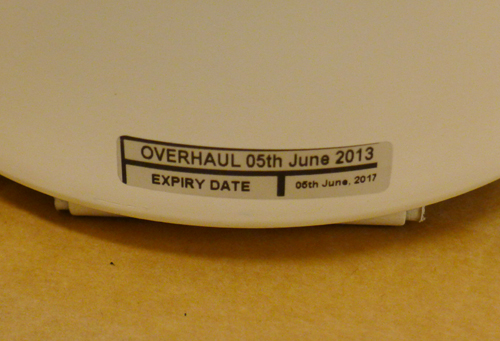 OVERHAUL 05th June 2013
EXPIRY DATE 05th June, 2017